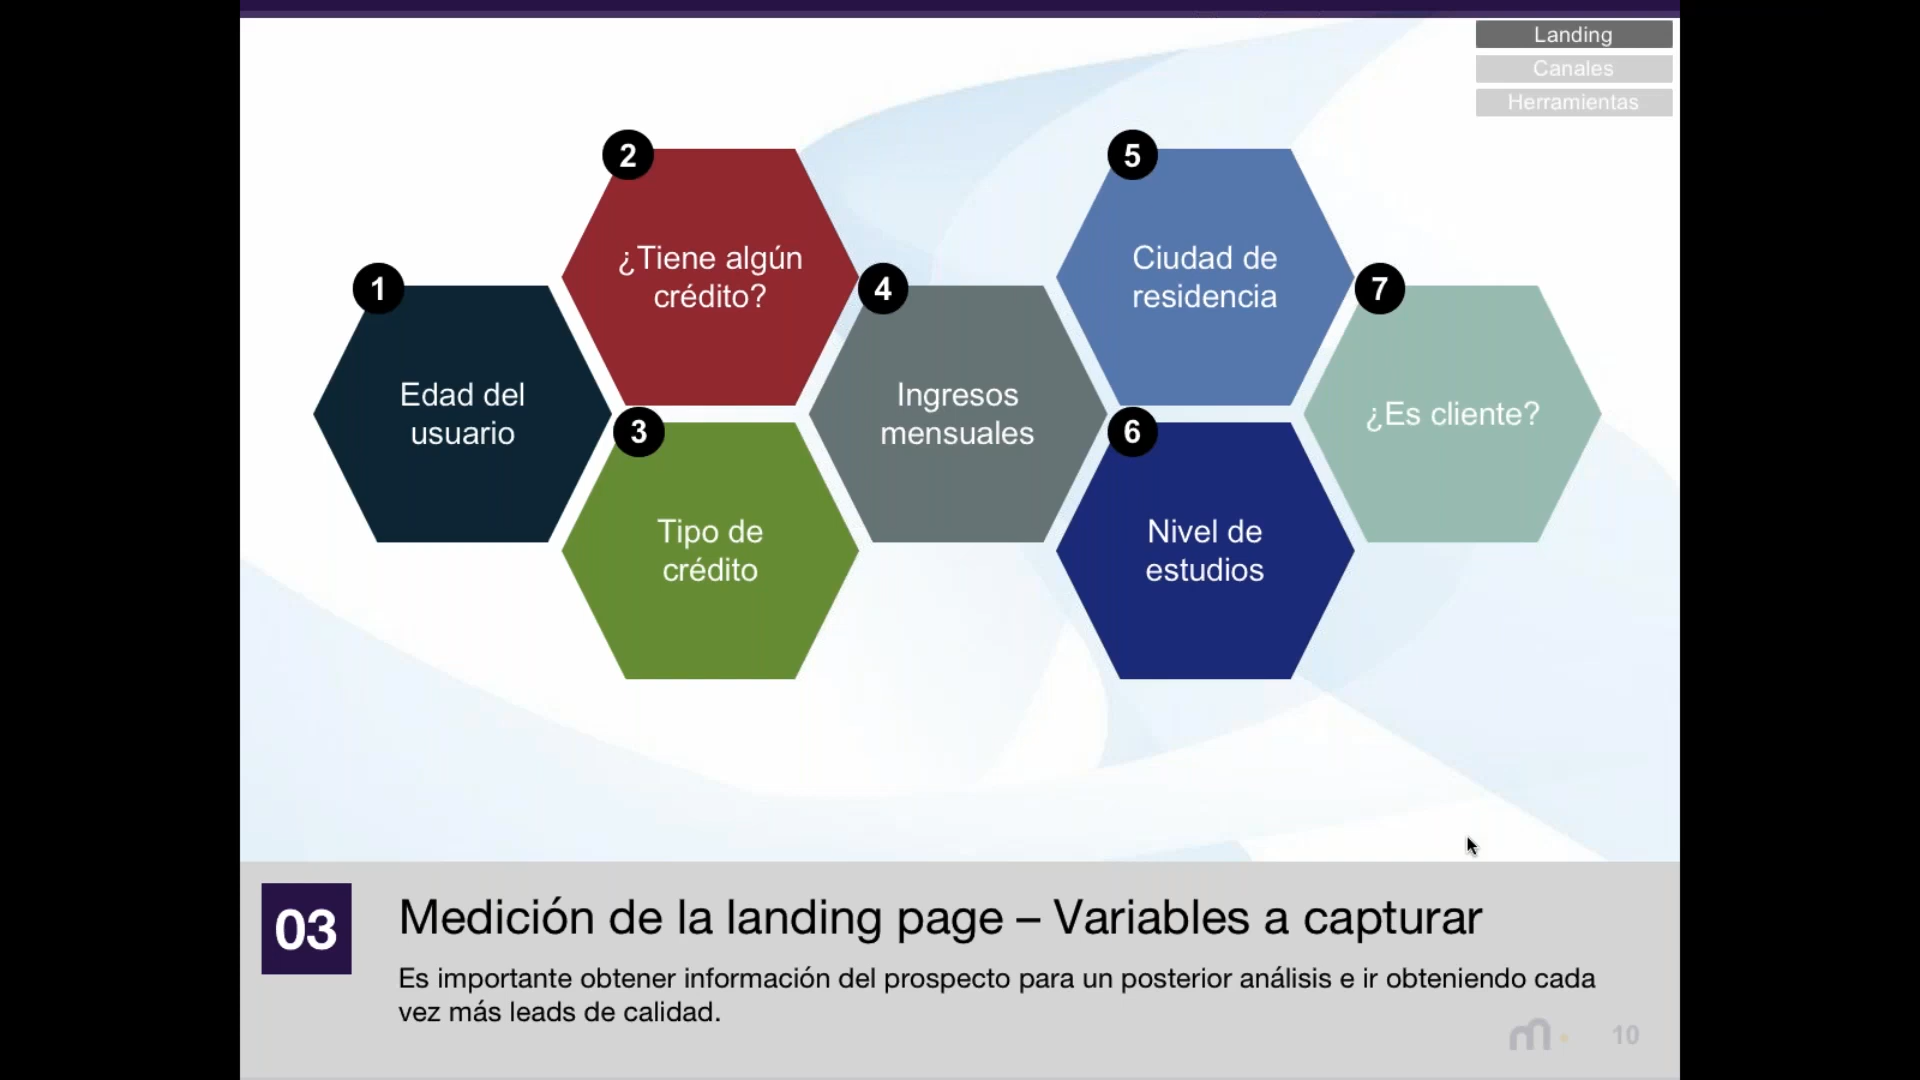 Landing
Canales
Herramientas
1
Edad del
usuario
2
¿Tiene algún
crédito?
3
Tipo de
crédito
4
Ingresos
mensuales
5
Ciudad de
residencia
6
Nivel de
estudios
7
¿Es cliente?
03
Medición de la landing page – Variables a capturar
Es importante obtener información del prospecto para un posterior análisis e ir obteniendo cada
vez más leads de calidad.
m
10